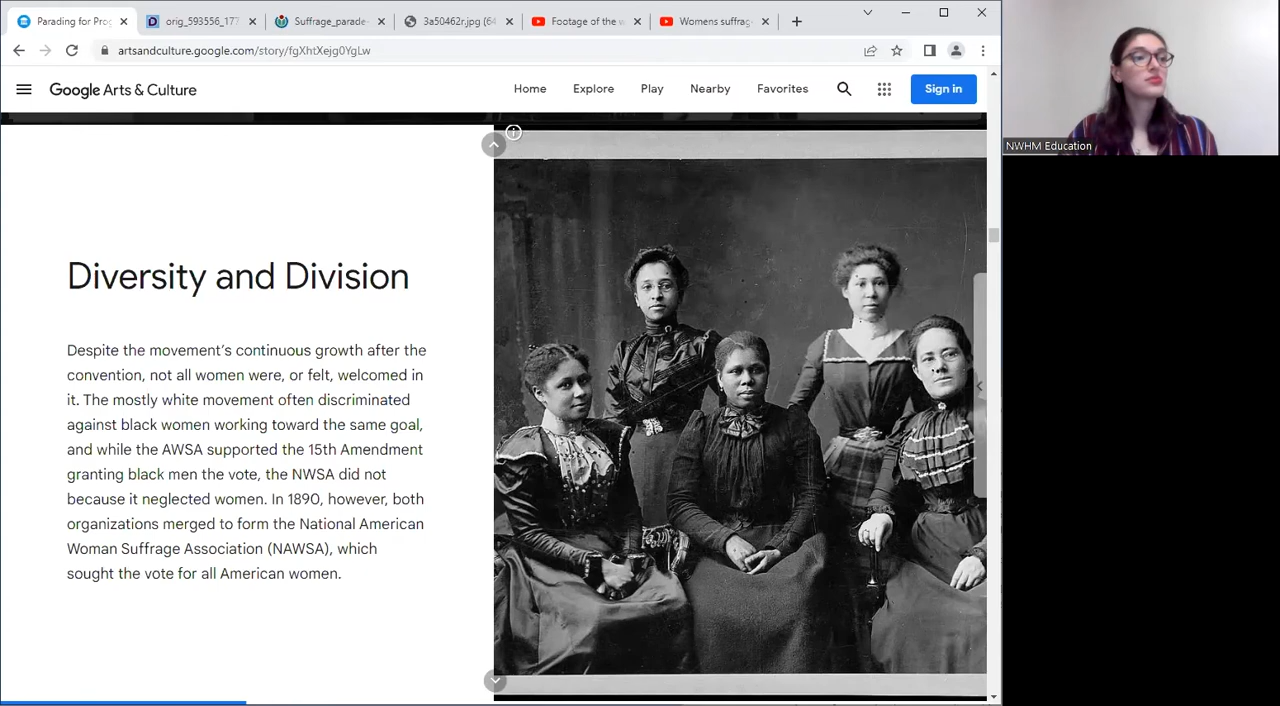 Parading for Prog
orig_593556_177
Suffrage_parade-
3a50462r.jpg (64
Footage of the w
Womens suffrag
artsandculture.google.com/story/fgXhtXejg0YgLw
Google Arts & Culture
Home
Explore
Play
Nearby
Favorites
Sign in
NWHM Education
Diversity and Division
Despite the movement's continuous growth after the
convention, not all women were, or felt, welcomed in
it. The mostly white movement often discriminated
against black women working toward the same goal,
and while the AWSA supported the 15th Amendment
granting black men the vote, the NWSA did not
because it neglected women. In 1890, however, both
organizations merged to form the National American
Woman Suffrage Association (NAWSA), which
sought the vote for all American women.